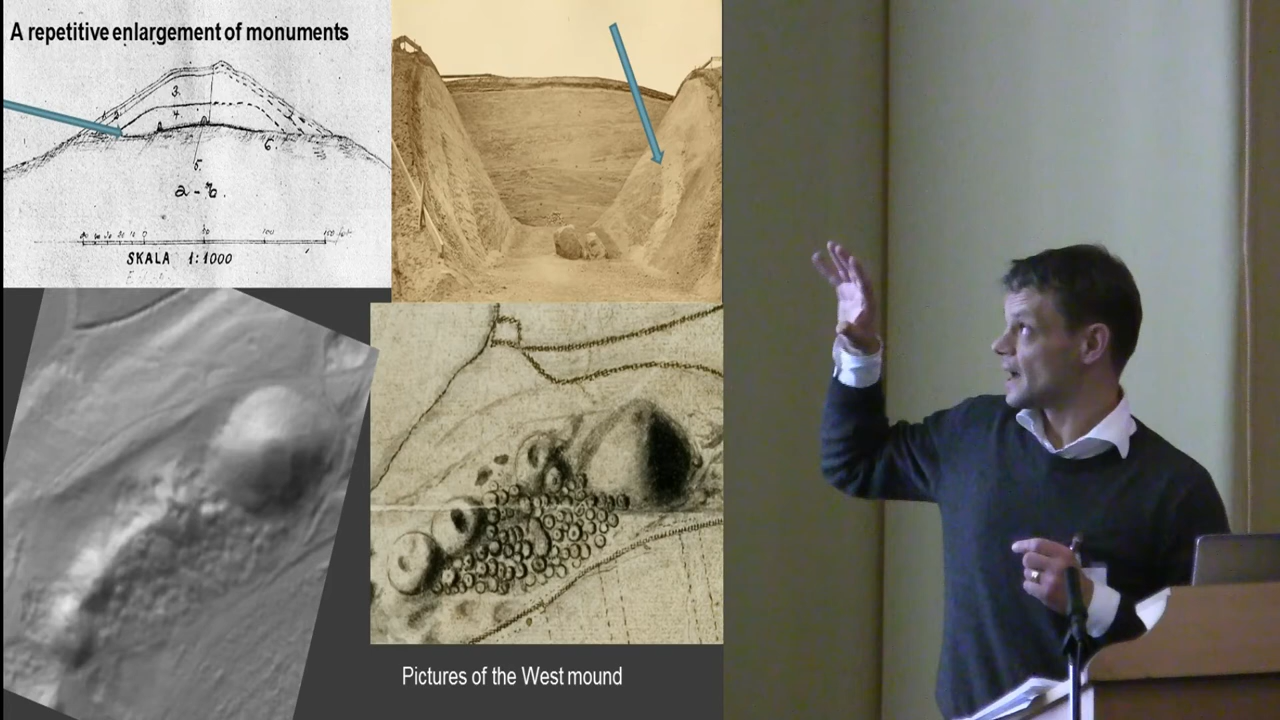 A repetitive enlargement of monuments
3.
4.
5.
6.
SKALA 1:1000
Pictures of the West mound